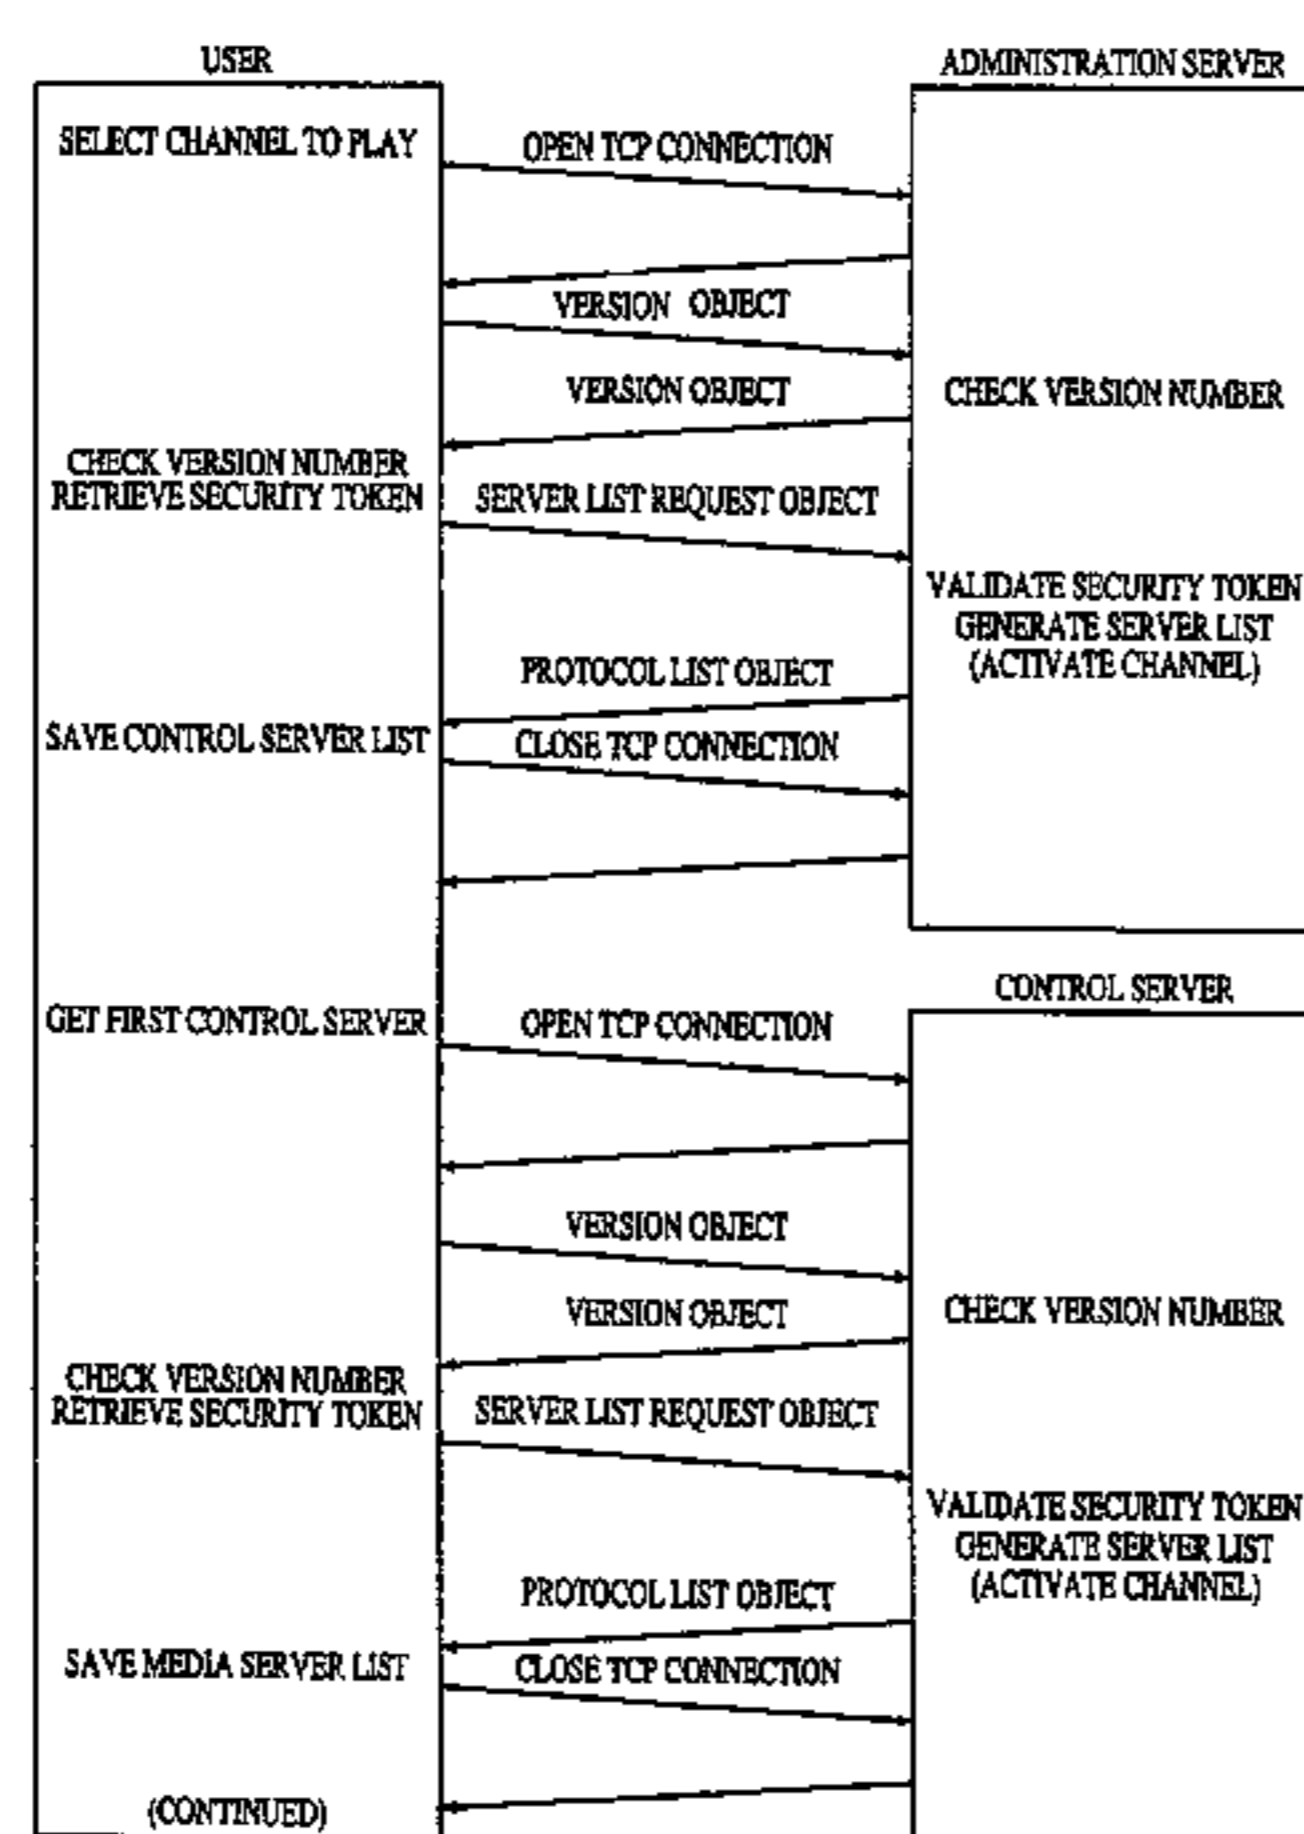 USER
ADMINISTRATION SERVER
SELECT CHANNEL TO PLAY
OPEN TCP CONNECTION
VERSION OBJECT
VERSION OBJECT
CHECK VERSION NUMBER
CHECK VERSION NUMBER
RETRIEVE SECURITY TOKEN
SERVER LIST REQUEST OBJECT
VALIDATE SECURITY TOKEN
GENERATE SERVER LIST
(ACTIVATE CHANNEL)
PROTOCOL LIST OBJECT
SAVE CONTROL SERVER LIST
CLOSE TCP CONNECTION
CONTROL SERVER
GET FIRST CONTROL SERVER
OPEN TCP CONNECTION
VERSION OBJECT
VERSION OBJECT
CHECK VERSION NUMBER
CHECK VERSION NUMBER
RETRIEVE SECURITY TOKEN
SERVER LIST REQUEST OBJECT
VALIDATE SECURITY TOKEN
GENERATE SERVER LIST
(ACTIVATE CHANNEL)
PROTOCOL LIST OBJECT
SAVE MEDIA SERVER LIST
CLOSE TCP CONNECTION
(CONTINUED)